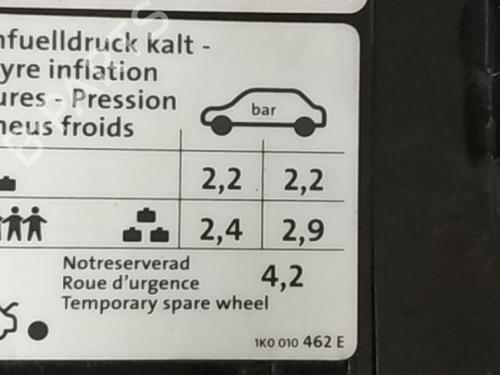 nfuelldruck kalt -
yre inflation
ures - Pression
neus froids
bar
2,2 2,2
2,4 2,9
Notreserverad
Roue d'urgence
Temporary spare wheel
4,2
1K0 010 462 E